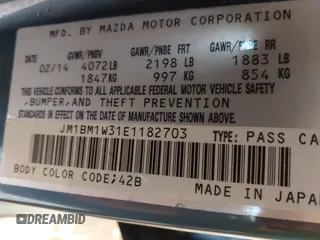 MFD. BY MAZDA MOTOR CORPORATION
GVWR/PNBV GAWR/PNBE FRT GAWR/PNBE RR
02/14 4072LB 2198 LB 1883 LB
1847KG 997 KG 854 KG
THIS VEHICLE CONFORMS TO ALL
APPLICABLE FEDERAL MOTOR VEHICLE SAFETY
,BUMPER,AND THEFT PREVENTION
STANDARDS IN EFFECT ON THE DATE OF
MANUFACTURE SHOWN ABOVE.
JM1BM1W31E1182703 TYPE: PASS CA
BODY COLOR CODE;42B
MADE IN JAPAN
DREAMBID